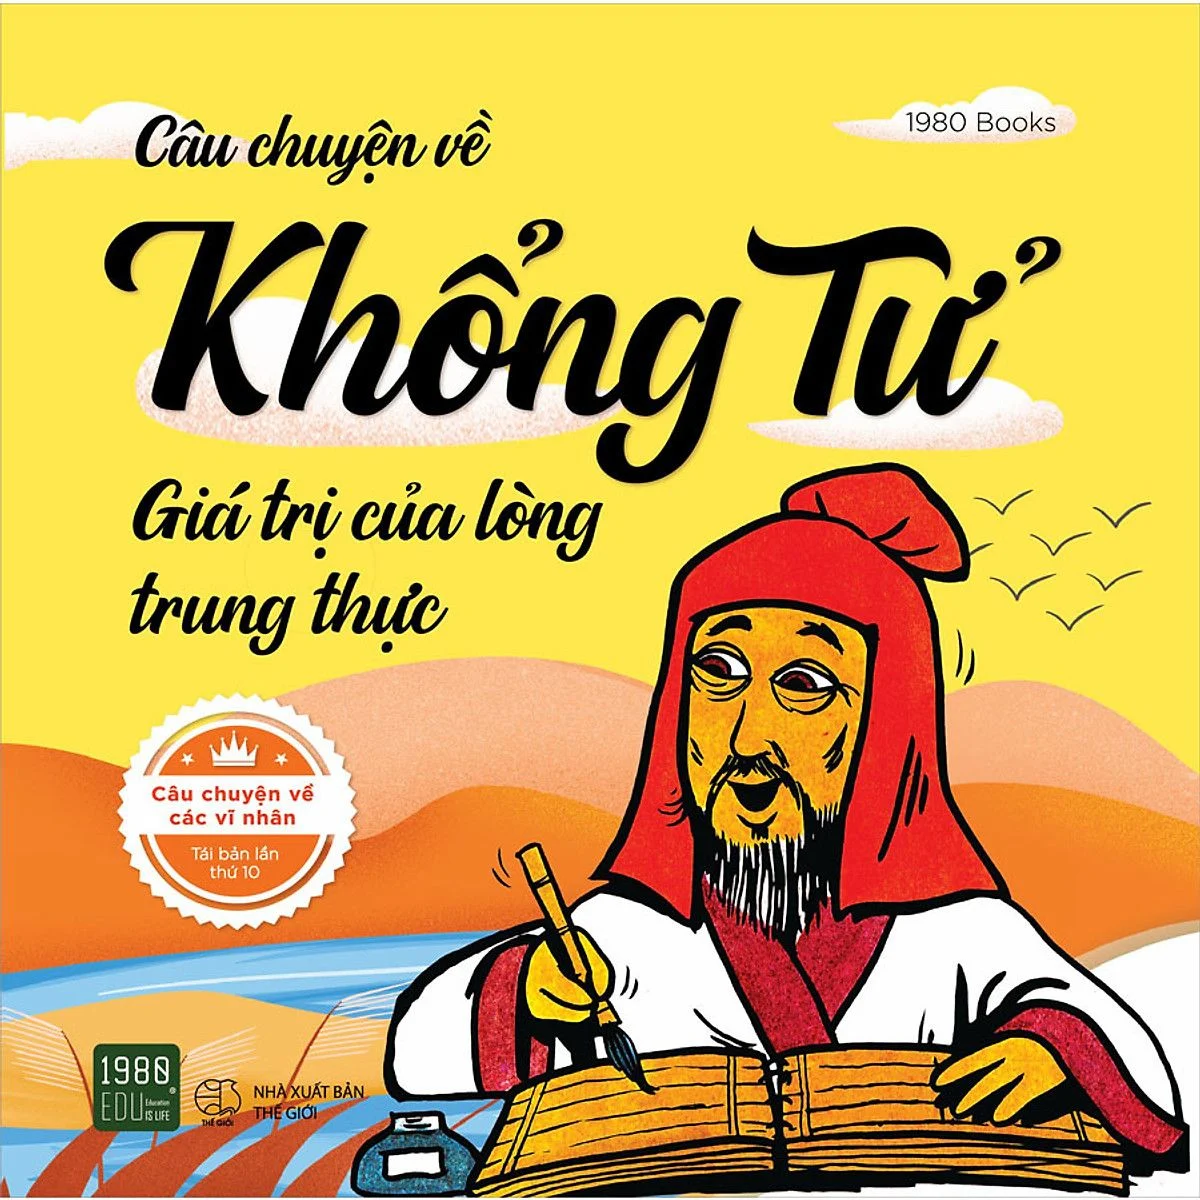 1980 Books
Câu chuyện về
Khổng Tử
Giá trị của lòng
trung thực
Câu chuyện về
các vĩ nhân
Tái bản lần
thứ 10
1980
EDU Education
IS LIFE
®
THẾ GIỚI
NHÀ XUẤT BẢN
THẾ GIỚI